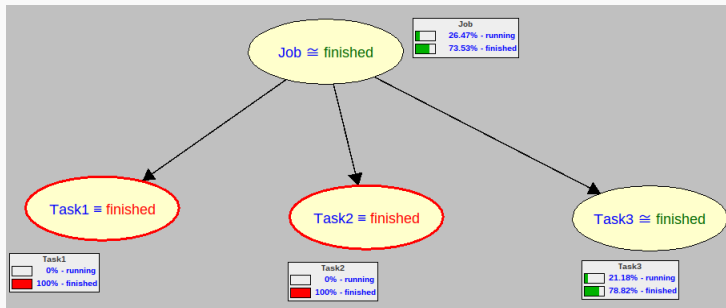 Job
26.47% - running
73.53% - finished
Job ≅ finished
Task1 ≡ finished
Task2 ≡ finished
Task3 ≅ finished
Task1
0% - running
100% - finished
Task2
0% - running
100% - finished
Task3
21.18% - running
78.82% - finished